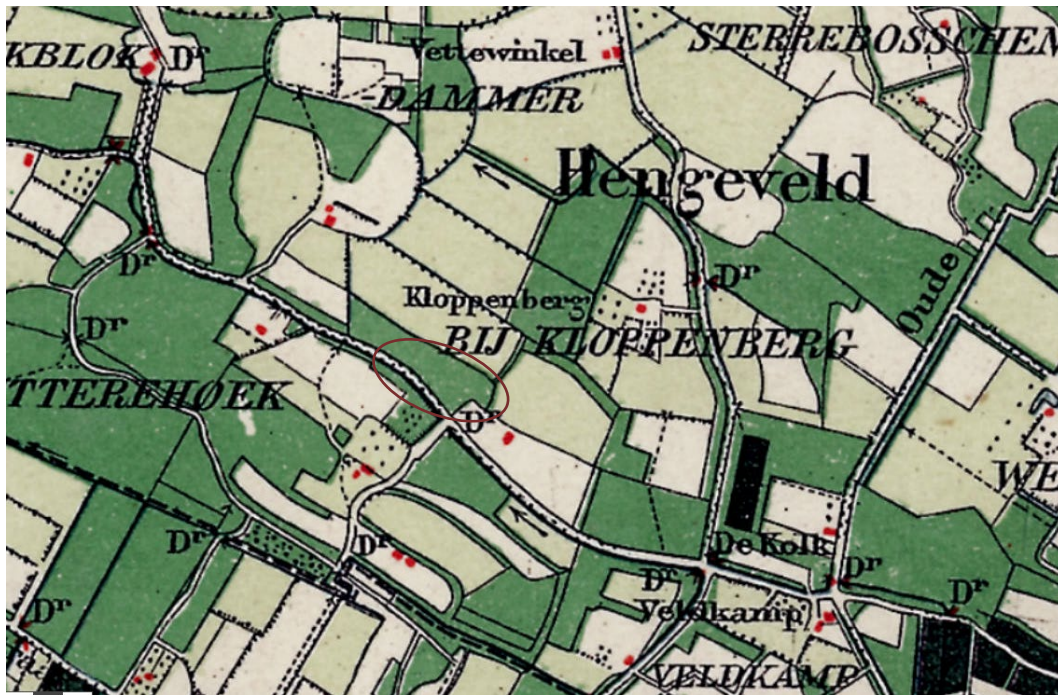 KBLOK
Dr
Vettewinkel
STERREBOSSCHEN
-DAMMER
Hengeveld
Dr
Dr
Oude
Kloppenberg
Dr
BIJ KLOPPENBERG
TTEREHOEK
Dr
WE
Dr
Dr
De Kolk
Dr
Dr
Dr
Veldkamp
Dr
VELDKAMP